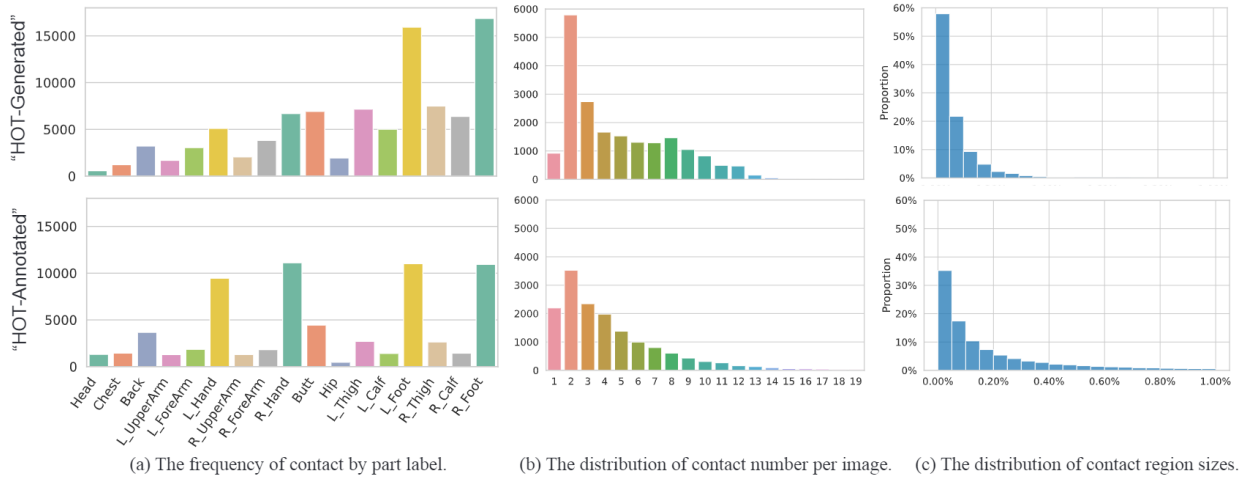 "HOT-Generated"
15000
10000
5000
0
6000
5000
4000
3000
2000
1000
0
Proportion
60%
50%
40%
30%
20%
10%
0%
"HOT-Annotated"
15000
10000
5000
0
Head
Chest
Back
L_UpperArm
L_ForeArm
L_Hand
R_UpperArm
R_ForeArm
R_Hand
Butt
Hip
L_Thigh
L_Calf
L_Foot
R_Thigh
R_Calf
R_Foot
6000
5000
4000
3000
2000
1000
0
1 2 3 4 5 6 7 8 9 10 11 12 13 14 15 16 17 18 19
Proportion
60%
50%
40%
30%
20%
10%
0%
0.00% 0.20% 0.40% 0.60% 0.80% 1.00%
(a) The frequency of contact by part label.
(b) The distribution of contact number per image.
(c) The distribution of contact region sizes.